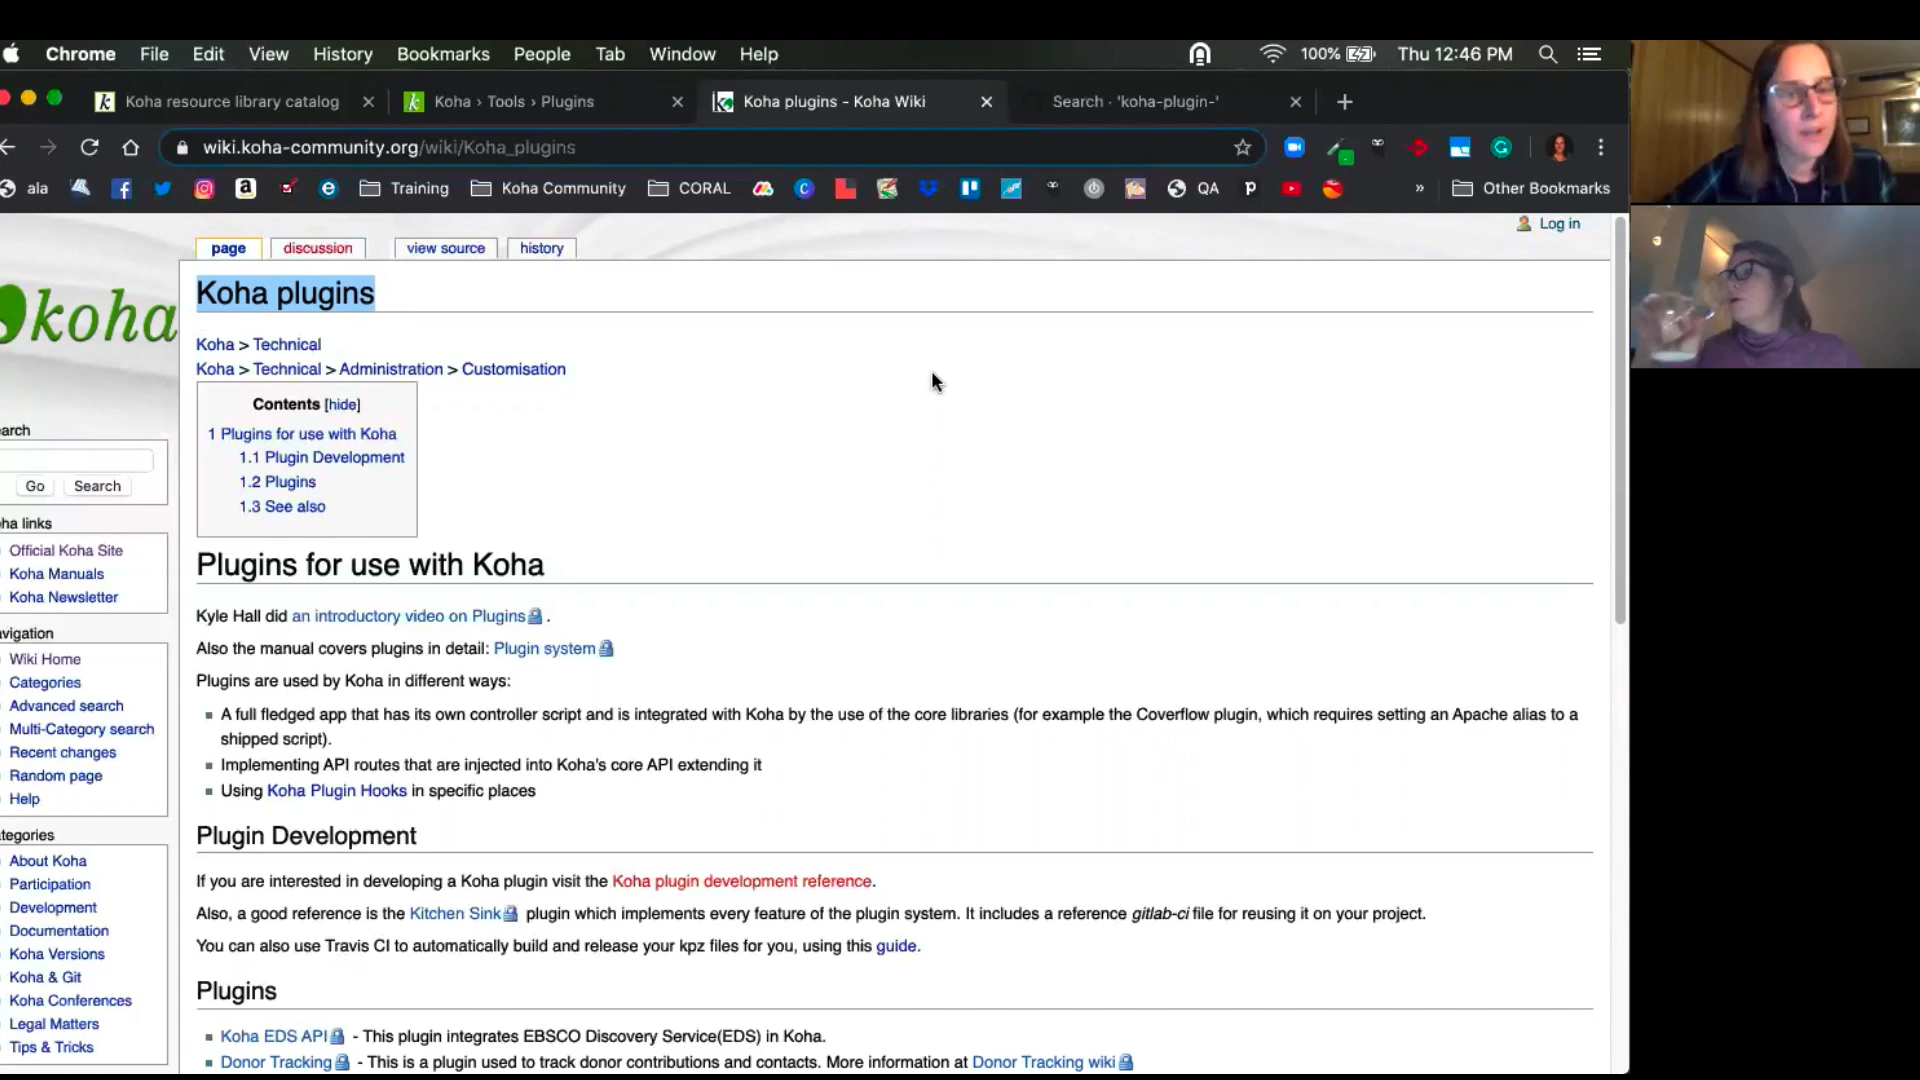 Chrome File Edit View History Bookmarks People Tab Window Help 100% Thu 12:46 PM
Koha resource library catalog Koha › Tools › Plugins Koha plugins - Koha Wiki Search · 'koha-plugin-'
wiki.koha-community.org/wiki/Koha_plugins
ala Training Koha Community CORAL QA » Other Bookmarks
Log in
page discussion view source history
Koha plugins
koha
Koha > Technical
Koha > Technical > Administration > Customisation
Contents [hide]
1 Plugins for use with Koha
1.1 Plugin Development
1.2 Plugins
1.3 See also
arch
Go Search
ha links
Official Koha Site
Koha Manuals
Koha Newsletter
vigation
Wiki Home
Categories
Advanced search
Multi-Category search
Recent changes
Random page
Help
tegories
About Koha
Participation
Development
Documentation
Koha Versions
Koha & Git
Koha Conferences
Legal Matters
Tips & Tricks
Plugins for use with Koha
Kyle Hall did an introductory video on Plugins .
Also the manual covers plugins in detail: Plugin system
Plugins are used by Koha in different ways:
A full fledged app that has its own controller script and is integrated with Koha by the use of the core libraries (for example the Coverflow plugin, which requires setting an Apache alias to a
shipped script).
Implementing API routes that are injected into Koha's core API extending it
Using Koha Plugin Hooks in specific places
Plugin Development
If you are interested in developing a Koha plugin visit the Koha plugin development reference.
Also, a good reference is the Kitchen Sink plugin which implements every feature of the plugin system. It includes a reference gitlab-ci file for reusing it on your project.
You can also use Travis CI to automatically build and release your kpz files for you, using this guide.
Plugins
Koha EDS API - This plugin integrates EBSCO Discovery Service(EDS) in Koha.
Donor Tracking - This is a plugin used to track donor contributions and contacts. More information at Donor Tracking wiki